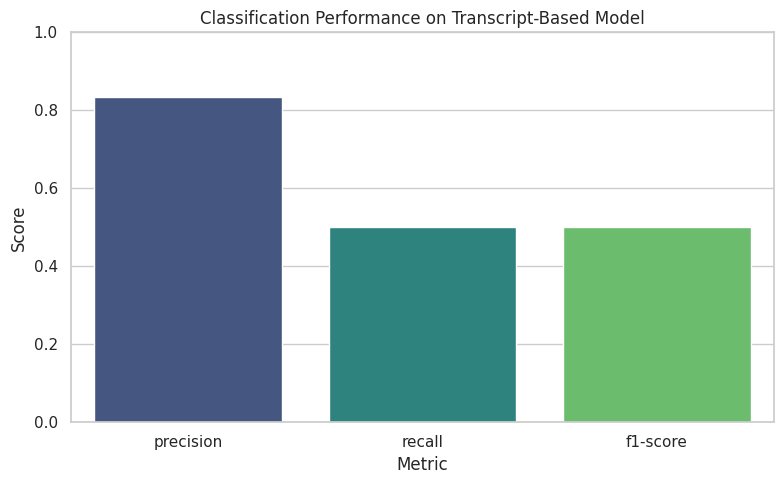 Classification Performance on Transcript-Based Model
1.0
0.8
0.6
0.4
0.2
0.0
Score
precision recall f1-score
Metric